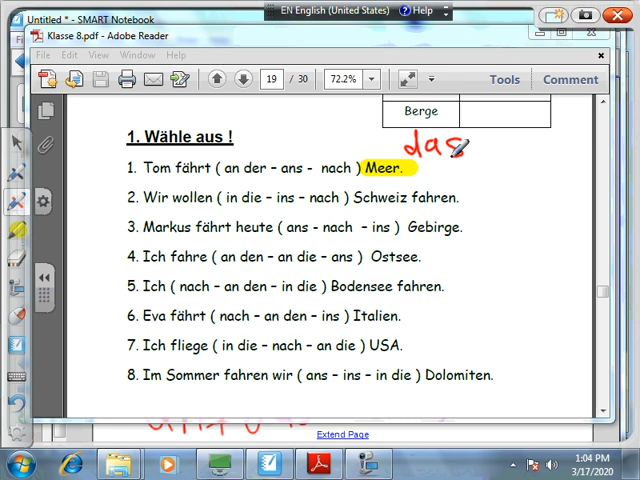 Untitled * - SMART Notebook
EN English (United States) ? Help
Klasse 8.pdf - Adobe Reader
File Edit View Document Window Help x
19 / 30 72.2% Tools Comment
Berge
1. Wähle aus !
das
1. Tom fährt ( an der – ans - nach ) Meer.
2. Wir wollen ( in die – ins – nach ) Schweiz fahren.
3. Markus fährt heute ( ans - nach – ins ) Gebirge.
4. Ich fahre ( an den – an die – ans ) Ostsee.
5. Ich ( nach – an den – in die ) Bodensee fahren.
6. Eva fährt ( nach – an den – ins ) Italien.
7. Ich fliege ( in die – nach – an die ) USA.
8. Im Sommer fahren wir ( ans – ins – in die ) Dolomiten.
Extend Page
1:04 PM
3/17/2020